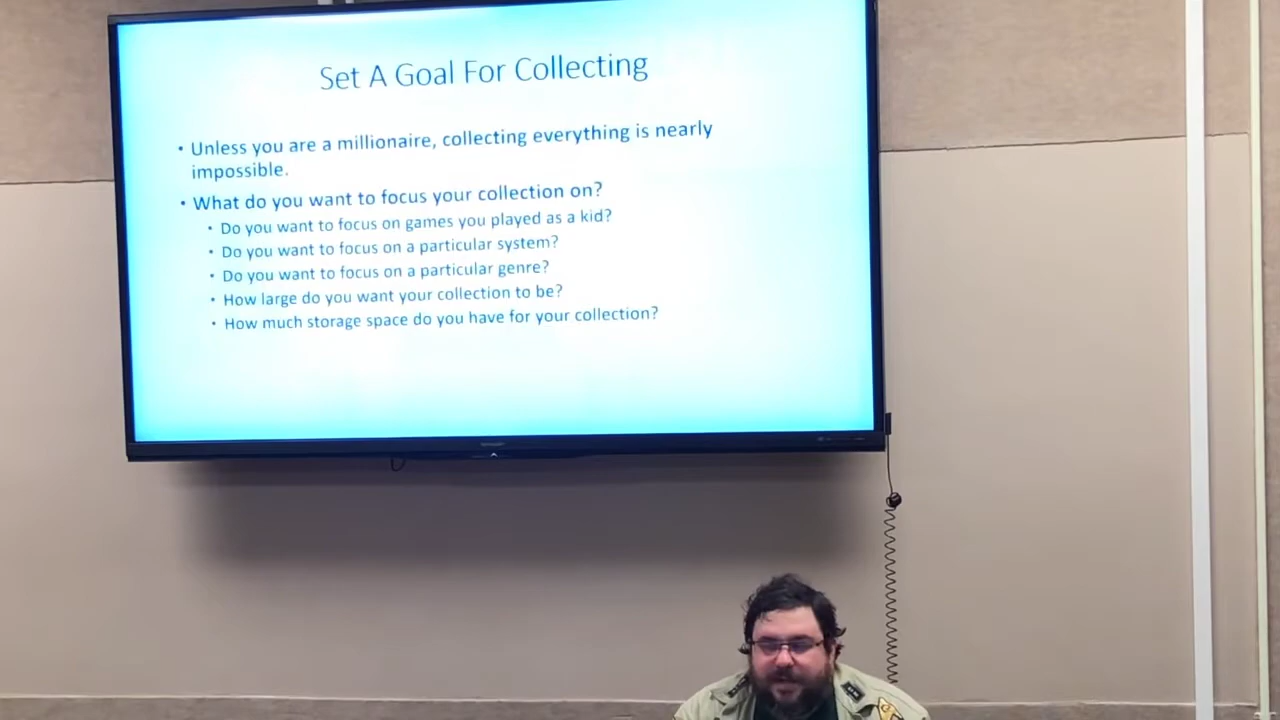 Set A Goal For Collecting
• Unless you are a millionaire, collecting everything is nearly
impossible.
• What do you want to focus your collection on?
• Do you want to focus on games you played as a kid?
• Do you want to focus on a particular system?
• Do you want to focus on a particular genre?
• How large do you want your collection to be?
• How much storage space do you have for your collection?